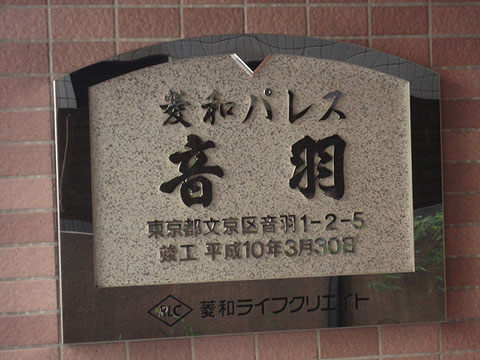 菱和パレス
音羽
東京都文京区音羽1-2-5
竣工 平成10年3月30日
RLC 菱和ライフクリエイト